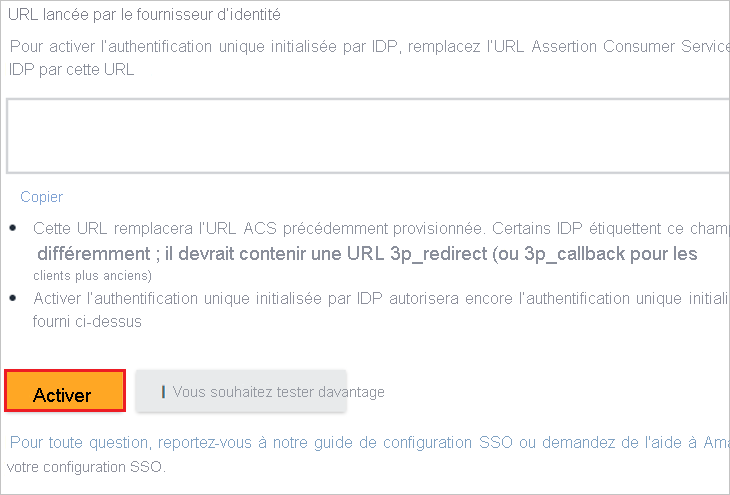 URL lancée par le fournisseur d'identité
Pour activer l'authentification unique initialisée par IDP, remplacez l'URL Assertion Consumer Service
IDP par cette URL
Copier
Cette URL remplacera l'URL ACS précédemment provisionnée. Certains IDP étiquettent ce champ
différemment ; il devrait contenir une URL 3p_redirect (ou 3p_callback pour les
clients plus anciens)
Activer l'authentification unique initialisée par IDP autorisera encore l'authentification unique initiali
fourni ci-dessus
Activer
Vous souhaitez tester davantage
Pour toute question, reportez-vous à notre guide de configuration SSO ou demandez de l'aide à Ama
votre configuration SSO.